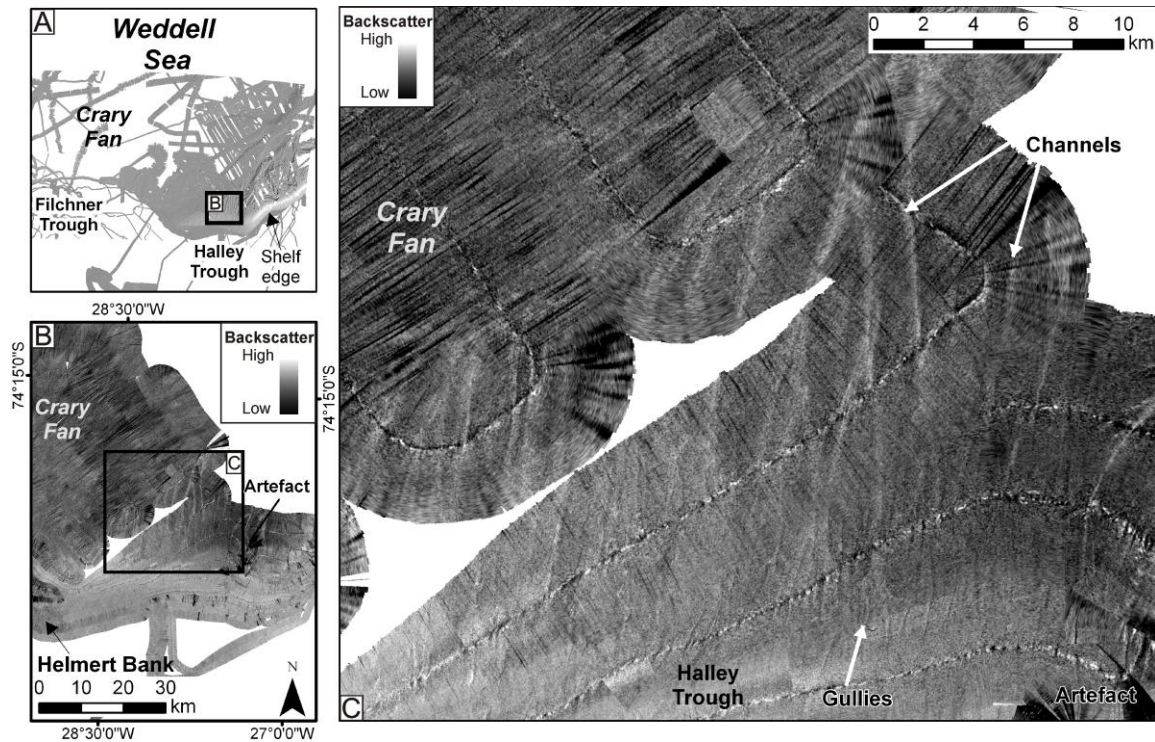 A
Weddell
Sea
Crary
Fan
B
Filchner
Trough
Halley
Trough
Shelf
edge
28°30'0"W
B
Backscatter
High
Low
74°15'0"S
74°15'0"S
Crary
Fan
C
Artefact
Helmert Bank
0 10 20 30
km
N
28°30'0"W
27°0'0"W
Backscatter
High
Low
0 2 4 6 8 10
km
Channels
Crary
Fan
Halley
Trough
Gullies
Artefact
C